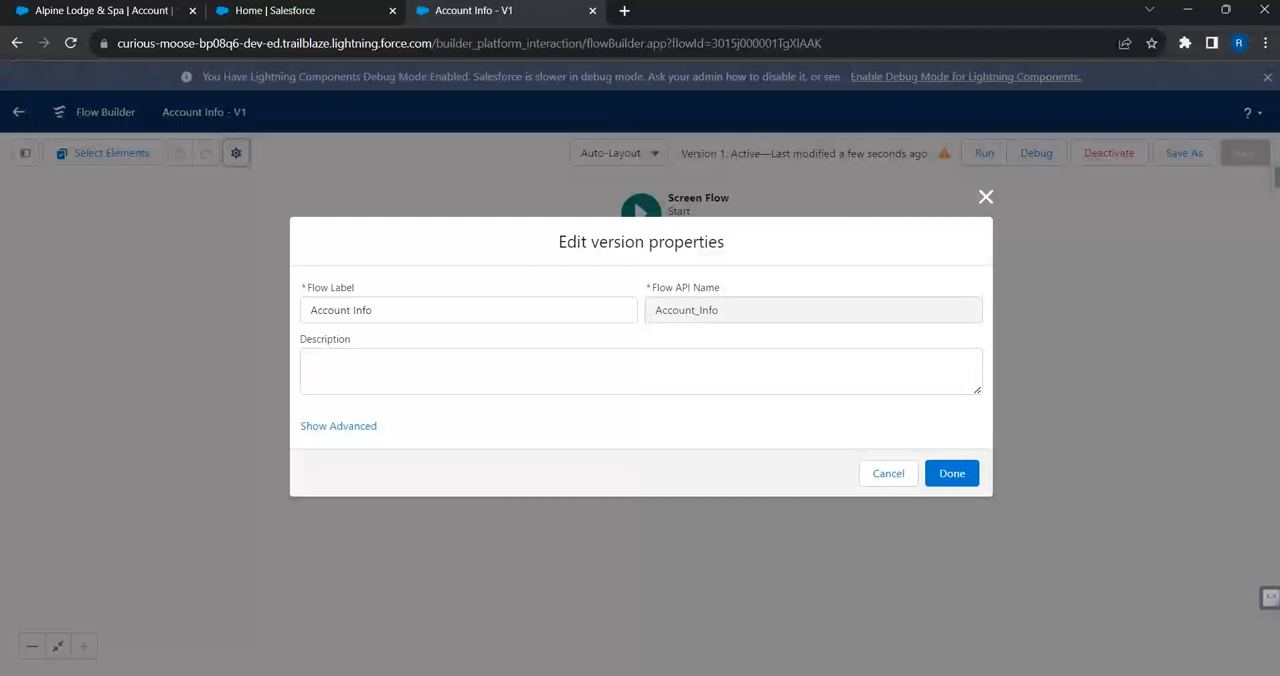 Alpine Lodge & Spa | Account |
Home | Salesforce
Account Info - V1
curious-moose-bp08q6-dev-ed.trailblaze.lightning.force.com/builder_platform_interaction/flowBuilder.app?flowId=3015j000001TgXlAAK
R
You Have Lightning Components Debug Mode Enabled. Salesforce is slower in debug mode. Ask your admin how to disable it, or see Enable Debug Mode for Lightning Components.
Flow Builder Account Info - V1
?
Select Elements Auto-Layout Version 1: Active—Last modified a few seconds ago Run Debug Deactivate Save As
Screen Flow
Start
Edit version properties
*Flow Label *Flow API Name
Account Info Account_Info
Description
Show Advanced
Cancel Done